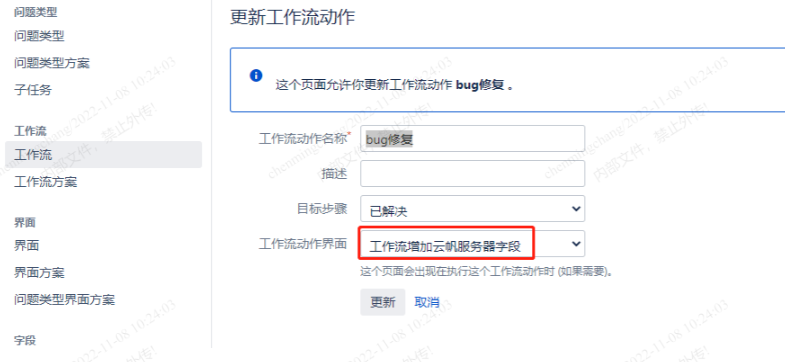 问题类型
问题类型
问题类型方案
子任务
工作流
工作流
工作流方案
界面
界面
界面方案
问题类型界面方案
字段
更新工作流动作
这个页面允许你更新工作流动作 bug修复 。
工作流动作名称*
bug修复
描述
目标步骤
已解决
工作流动作界面
工作流增加云帆服务器字段
这个页面会出现在执行这个工作流动作时 (如果需要)。
更新 取消
chenminghang/2022-11-08 10:24:03
内部文件，禁止外传!